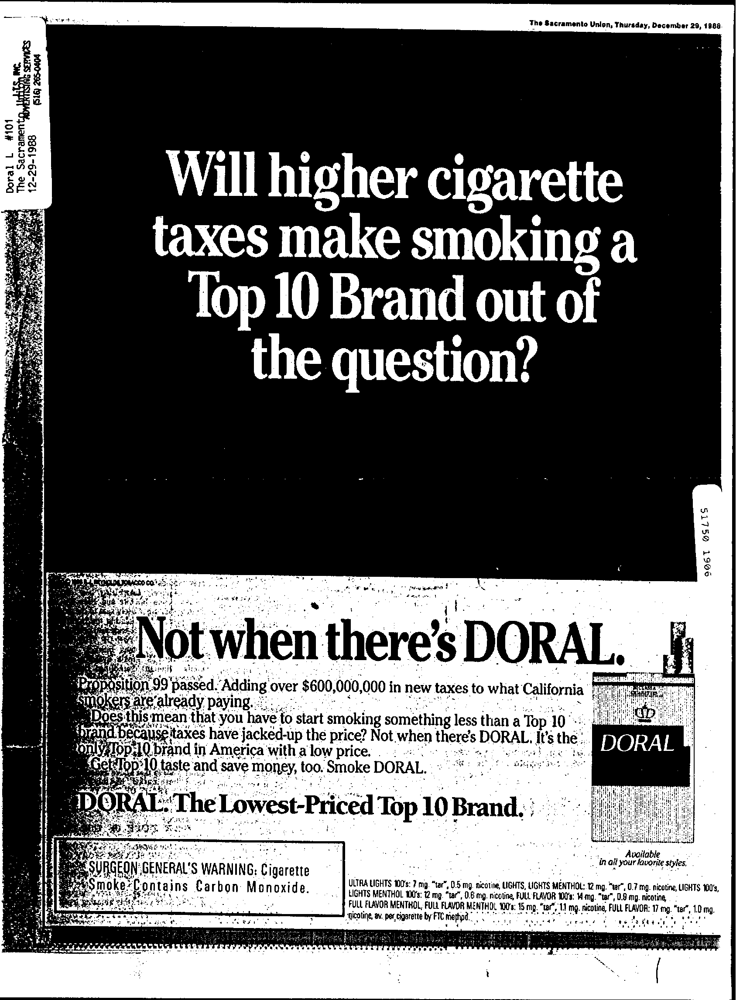 The Sacramento Union, Thursday, December 29, 1988
Doral L #101
The Sacramento Union
12-29-1988
ADVERTISING SERVICES
(516) 265-0404
Will higher cigarette
taxes make smoking a
Top 10 Brand out of
the question?
51750 1906
Not when there's DORAL.
Proposition 99 passed. Adding over $600,000,000 in new taxes to what California
smokers are already paying.
Does this mean that you have to start smoking something less than a Top 10
brand because taxes have jacked-up the price? Not when there's DORAL. It's the
only Top 10 brand in America with a low price.
Get Top 10 taste and save money, too. Smoke DORAL.
DORAL. The Lowest-Priced Top 10 Brand.
DORAL
Available
in all your favorite styles.
SURGEON GENERAL'S WARNING: Cigarette
Smoke Contains Carbon Monoxide.
ULTRA LIGHTS 100's: 7 mg. "tar", 0.5 mg. nicotine, LIGHTS, LIGHTS MENTHOL: 12 mg. "tar", 0.7 mg. nicotine, LIGHTS 100's,
LIGHTS MENTHOL 100's: 12 mg. "tar", 0.8 mg. nicotine, FULL FLAVOR 100's: 14 mg. "tar", 0.9 mg. nicotine,
FULL FLAVOR MENTHOL, FULL FLAVOR MENTHOL 100's: 15 mg. "tar", 1.1 mg. nicotine, FULL FLAVOR: 17 mg. "tar", 1.0 mg.
nicotine, av. per cigarette by FTC method.